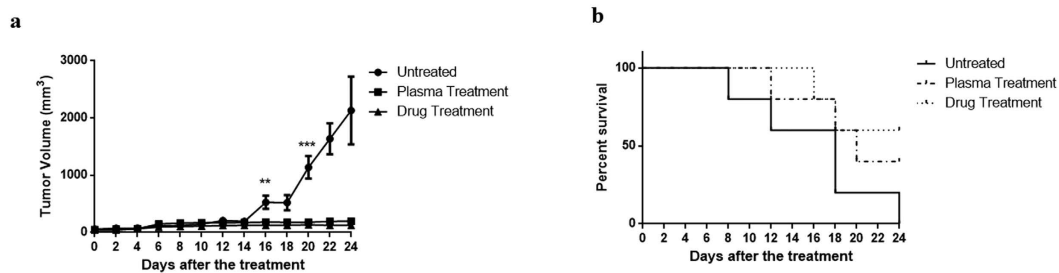 a
Tumor Volume (mm3)
3000
2000
1000
0
**
***
0 2 4 6 8 10 12 14 16 18 20 22 24
Days after the treatment
Untreated
Plasma Treatment
Drug Treatment
b
Percent survival
100
50
0
0 2 4 6 8 10 12 14 16 18 20 22 24
Days after the treatment
Untreated
Plasma Treatment
Drug Treatment